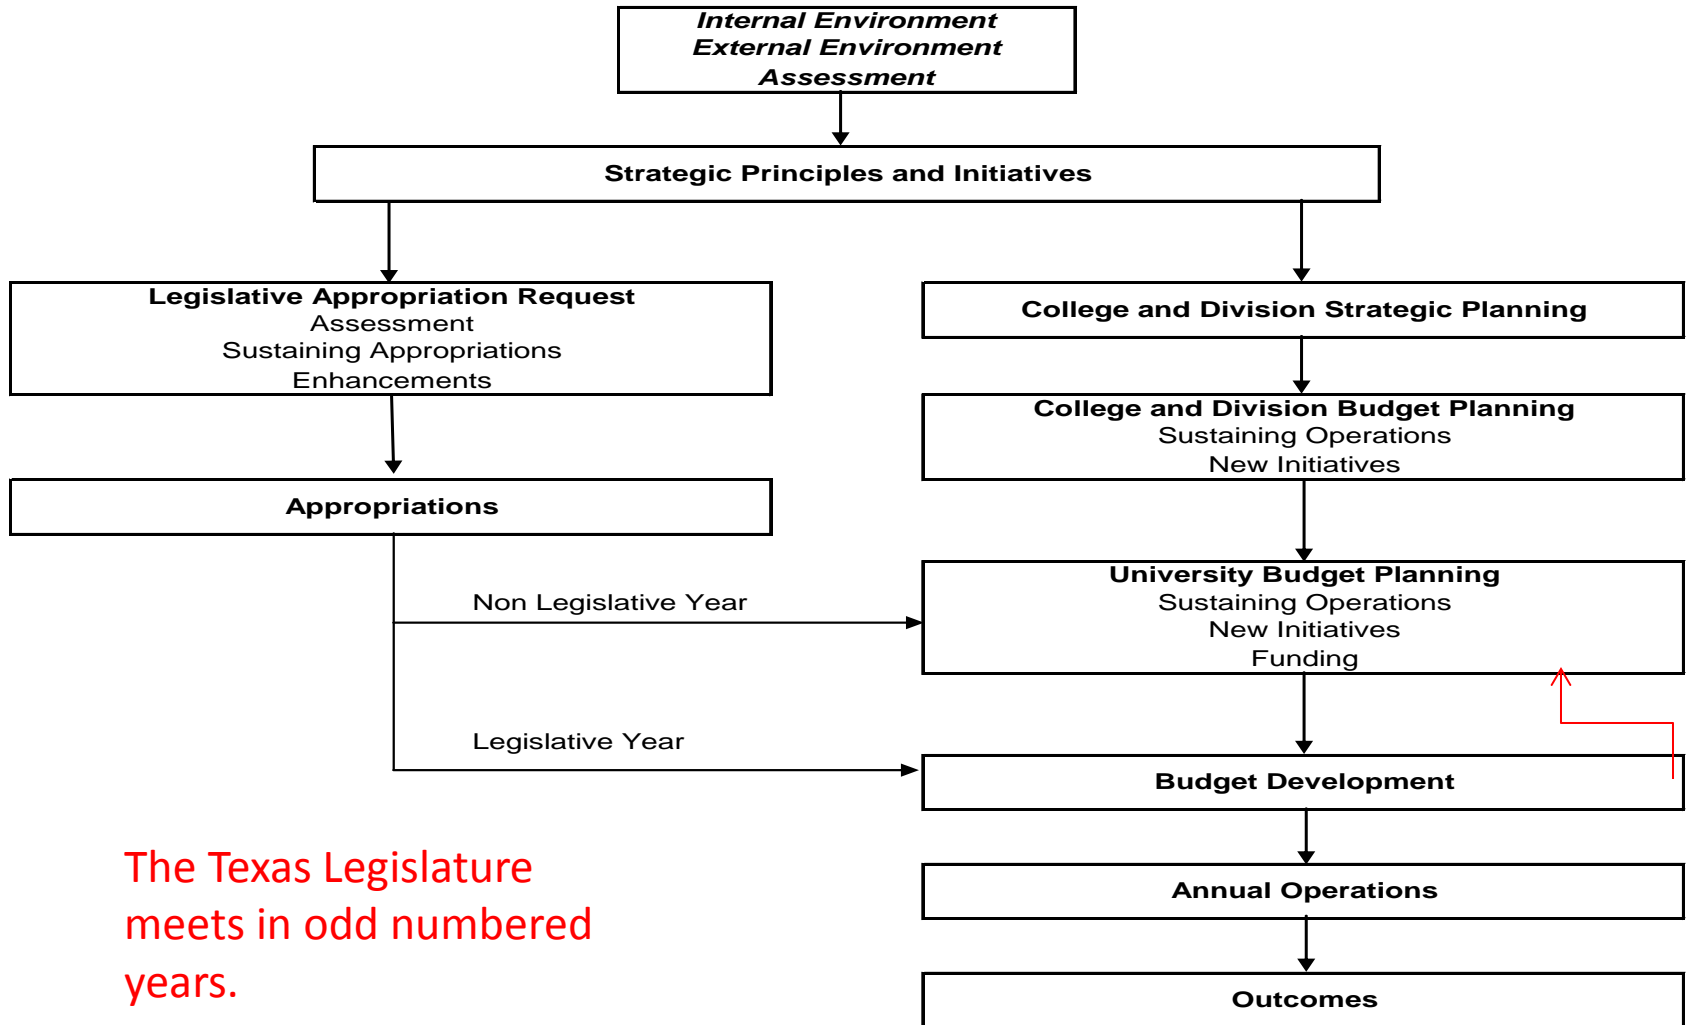 Internal Environment
External Environment
Assessment
Strategic Principles and Initiatives
Legislative Appropriation Request
Assessment
Sustaining Appropriations
Enhancements
College and Division Strategic Planning
College and Division Budget Planning
Sustaining Operations
New Initiatives
Appropriations
University Budget Planning
Sustaining Operations
New Initiatives
Funding
Non Legislative Year
Legislative Year
Budget Development
Annual Operations
Outcomes
The Texas Legislature
meets in odd numbered
years.